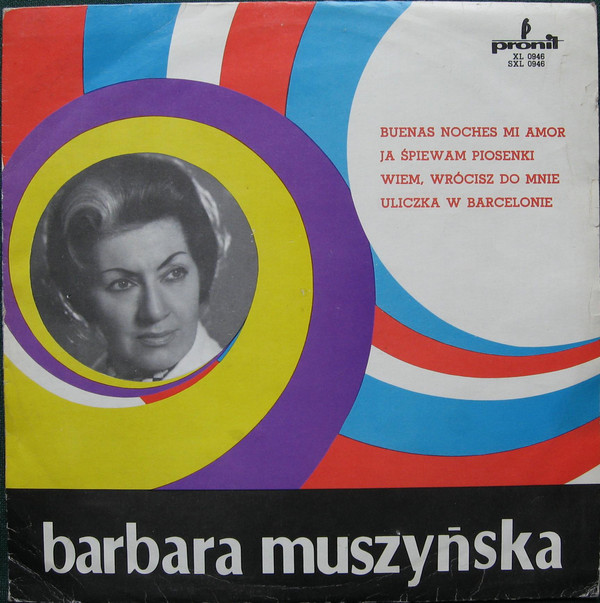 pronit
XL 0946
SXL 0946
BUENAS NOCHES MI AMOR
JA ŚPIEWAM PIOSENKI
WIEM, WRÓCISZ DO MNIE
ULICZKA W BARCELONIE
barbara muszyńska